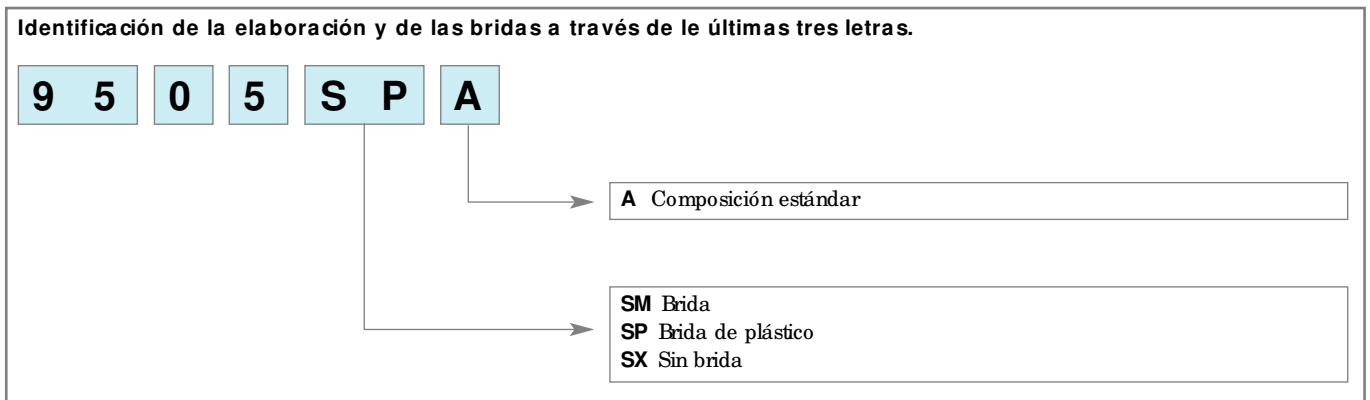 Identificación de la elaboración y de las bridas a través de le últimas tres letras.
9 5 0 5 S P A
A Composición estándar
SM Brida
SP Brida de plástico
SX Sin brida